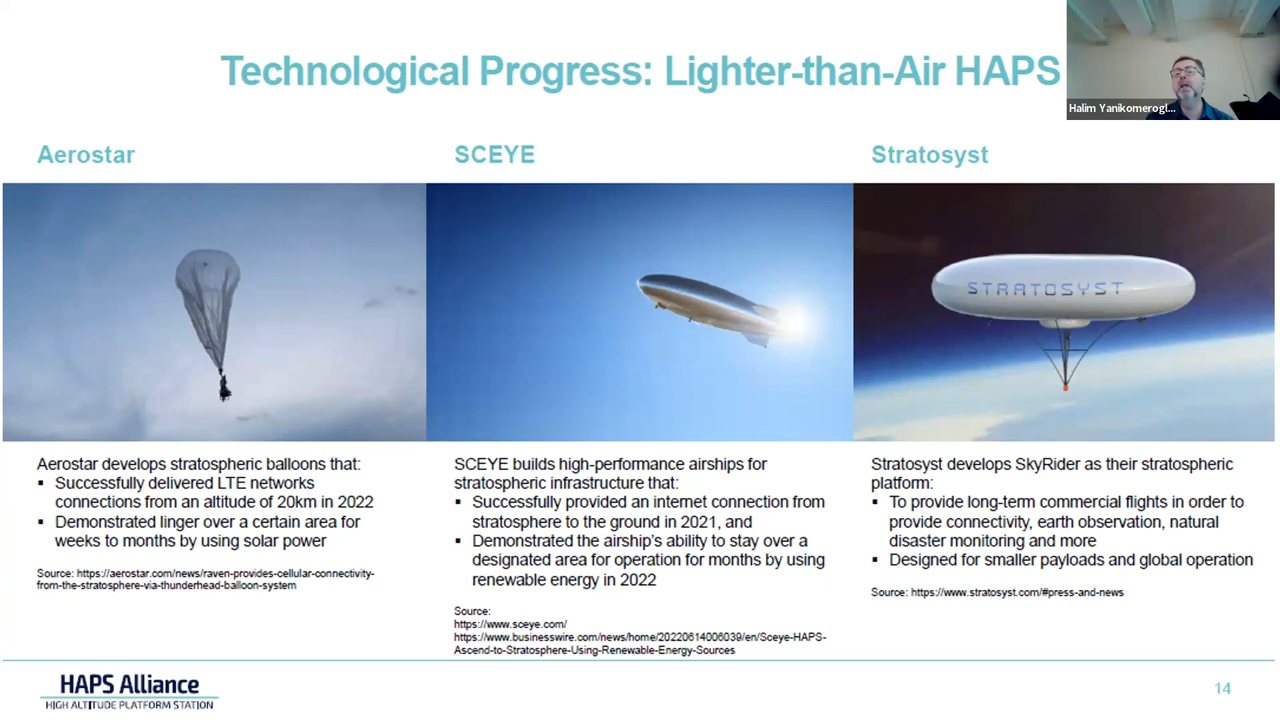 Technological Progress: Lighter-than-Air HAPS
Halim Yanikomerogl...
Aerostar
SCEYE
Stratosyst
STRATOSYST
Aerostar develops stratospheric balloons that:
▪ Successfully delivered LTE networks
connections from an altitude of 20km in 2022
▪ Demonstrated linger over a certain area for
weeks to months by using solar power
Source: https://aerostar.com/news/raven-provides-cellular-connectivity-
from-the-stratosphere-via-thunderhead-balloon-system
SCEYE builds high-performance airships for
stratospheric infrastructure that:
▪ Successfully provided an internet connection from
stratosphere to the ground in 2021, and
▪ Demonstrated the airship's ability to stay over a
designated area for operation for months by using
renewable energy in 2022
Source:
https://www.sceye.com/
https://www.businesswire.com/news/home/20220614006039/en/Sceye-HAPS-
Ascend-to-Stratosphere-Using-Renewable-Energy-Sources
Stratosyst develops SkyRider as their stratospheric
platform:
▪ To provide long-term commercial flights in order to
provide connectivity, earth observation, natural
disaster monitoring and more
▪ Designed for smaller payloads and global operation
Source: https://www.stratosyst.com/#press-and-news
HAPS Alliance
HIGH ALTITUDE PLATFORM STATION
14